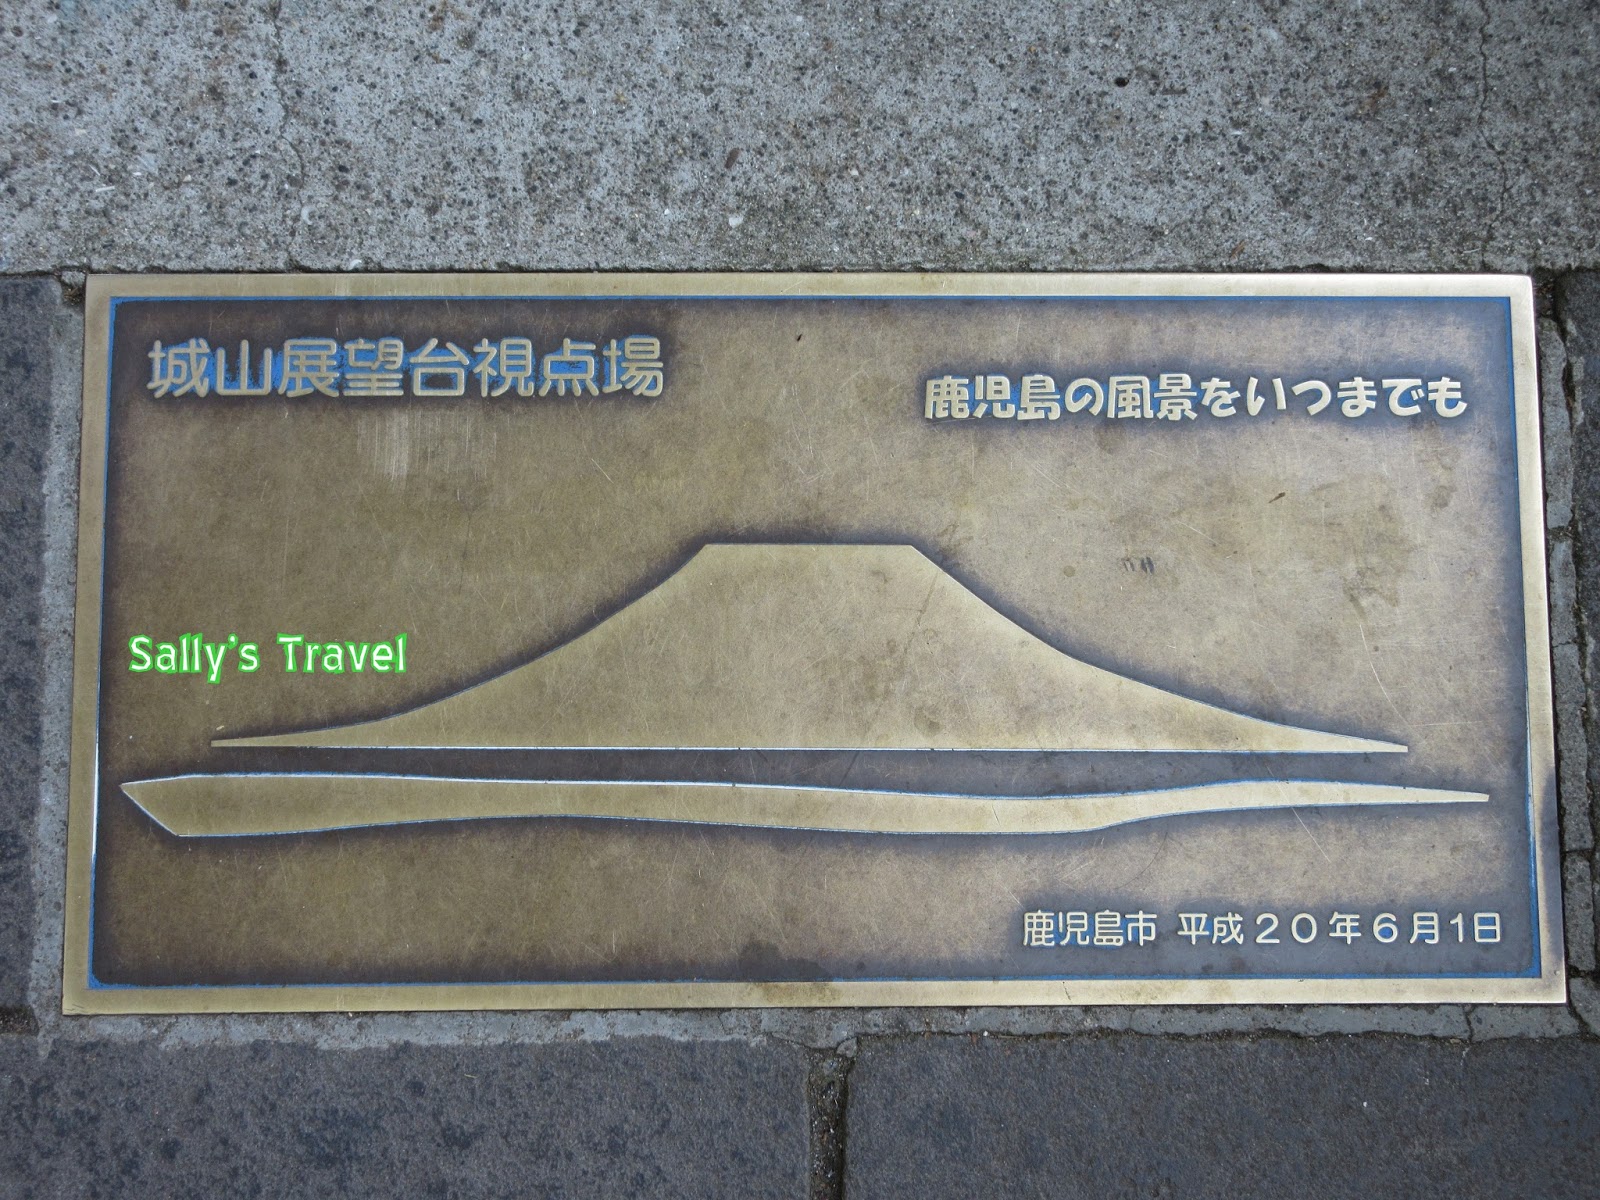 城山展望台視点場
鹿児島の風景をいつまでも
Sally's Travel
鹿児島市 平成20年6月1日